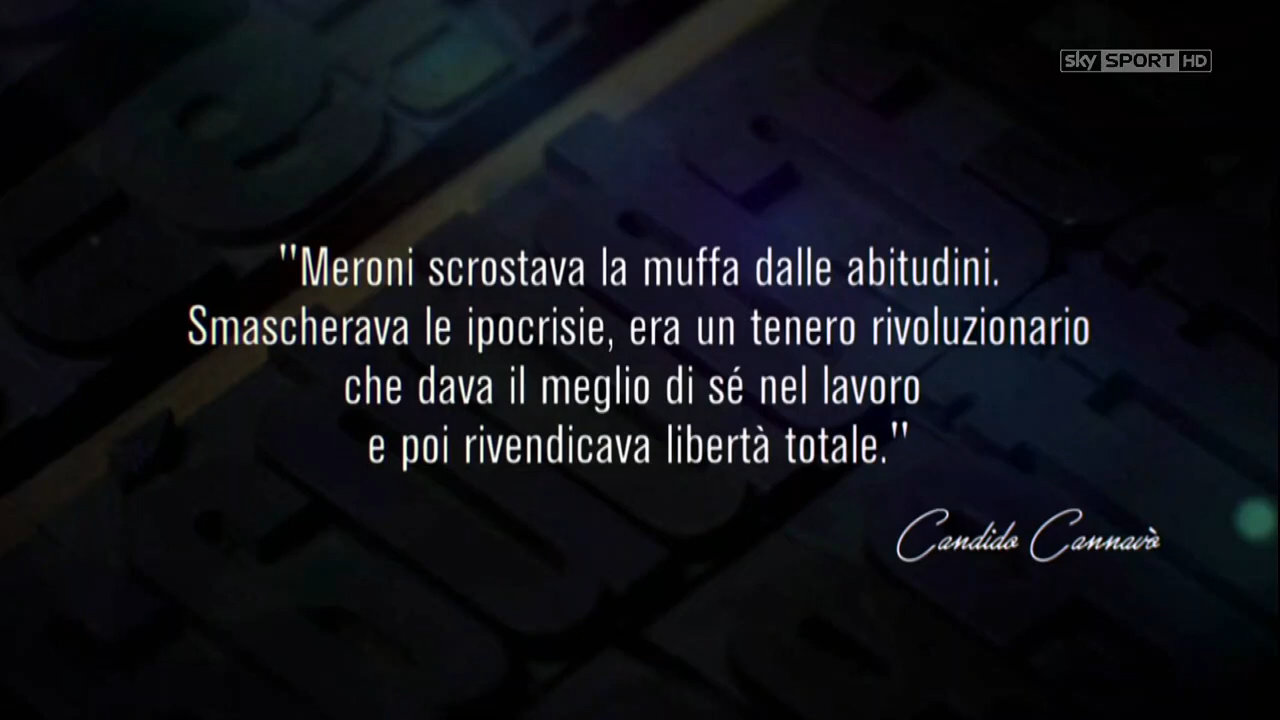 sky SPORT HD
"Meroni scrostava la muffa dalle abitudini.
Smascherava le ipocrisie, era un tenero rivoluzionario
che dava il meglio di sé nel lavoro
e poi rivendicava libertà totale."
Candido Cannavò